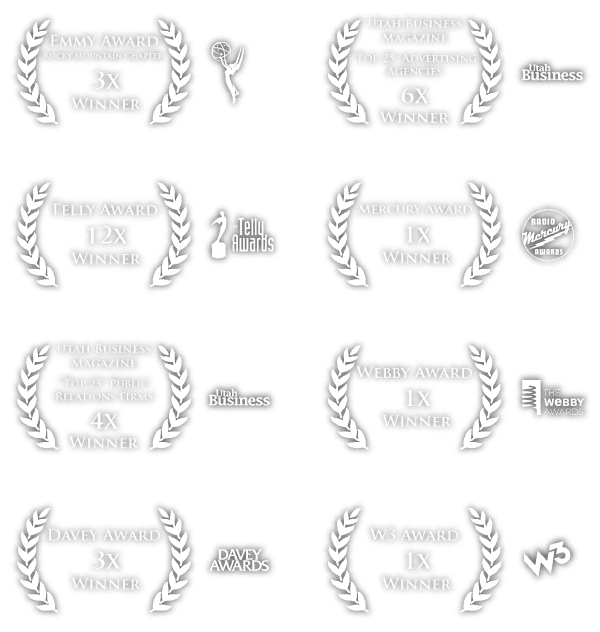 Emmy Award
Rocky Mountain Chapter
3x
Winner
Utah Business
Magazine
"Top 25" Advertising
Agencies
6x
Winner
Utah
Business
Telly Award
12x
Winner
Telly
Awards
Mercury Award
1x
Winner
RADIO
Mercury
AWARDS
Utah Business
Magazine
"Top 25" Public
Relations Firms
4x
Winner
Utah
Business
Webby Award
1x
Winner
THE
WEBBY
AWARDS
Davey Award
3x
Winner
DAVEY
AWARDS
W3 Award
1x
Winner
W3